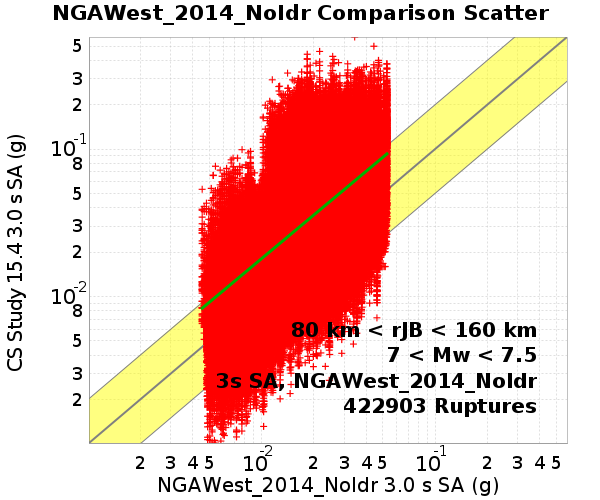 NGAWest_2014_NoIdr Comparison Scatter
CS Study 15.4 3.0 s SA (g)
5
3
2
10^-1
8
5
3
2
10^-2
8
5
3
2
80 km < rJB < 160 km
7 < Mw < 7.5
3s SA, NGAWest_2014_NoIdr
422903 Ruptures
2 3 4 5 10^-2 2 3 4 5 10^-1 2 3 4 5
NGAWest_2014_NoIdr 3.0 s SA (g)